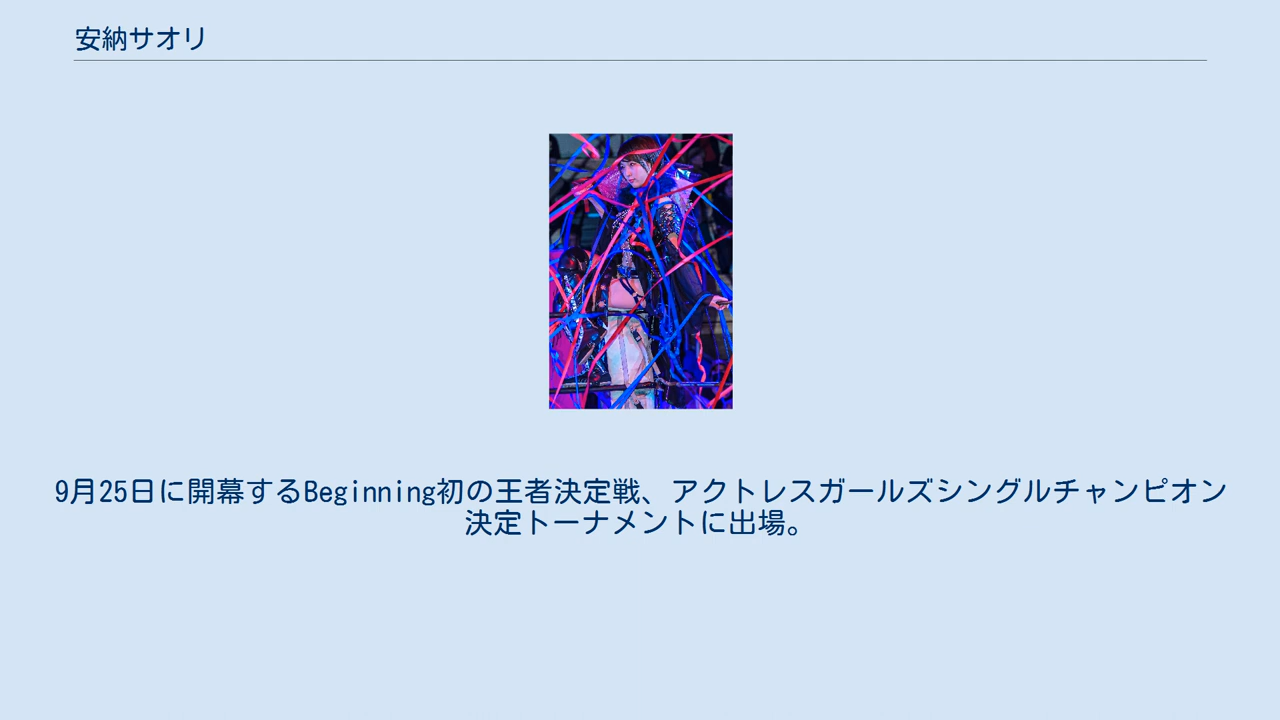 安納サオリ
9月25日に開幕するBeginning初の王者決定戦、アクトレスガールズシングルチャンピオン
決定トーナメントに出場。